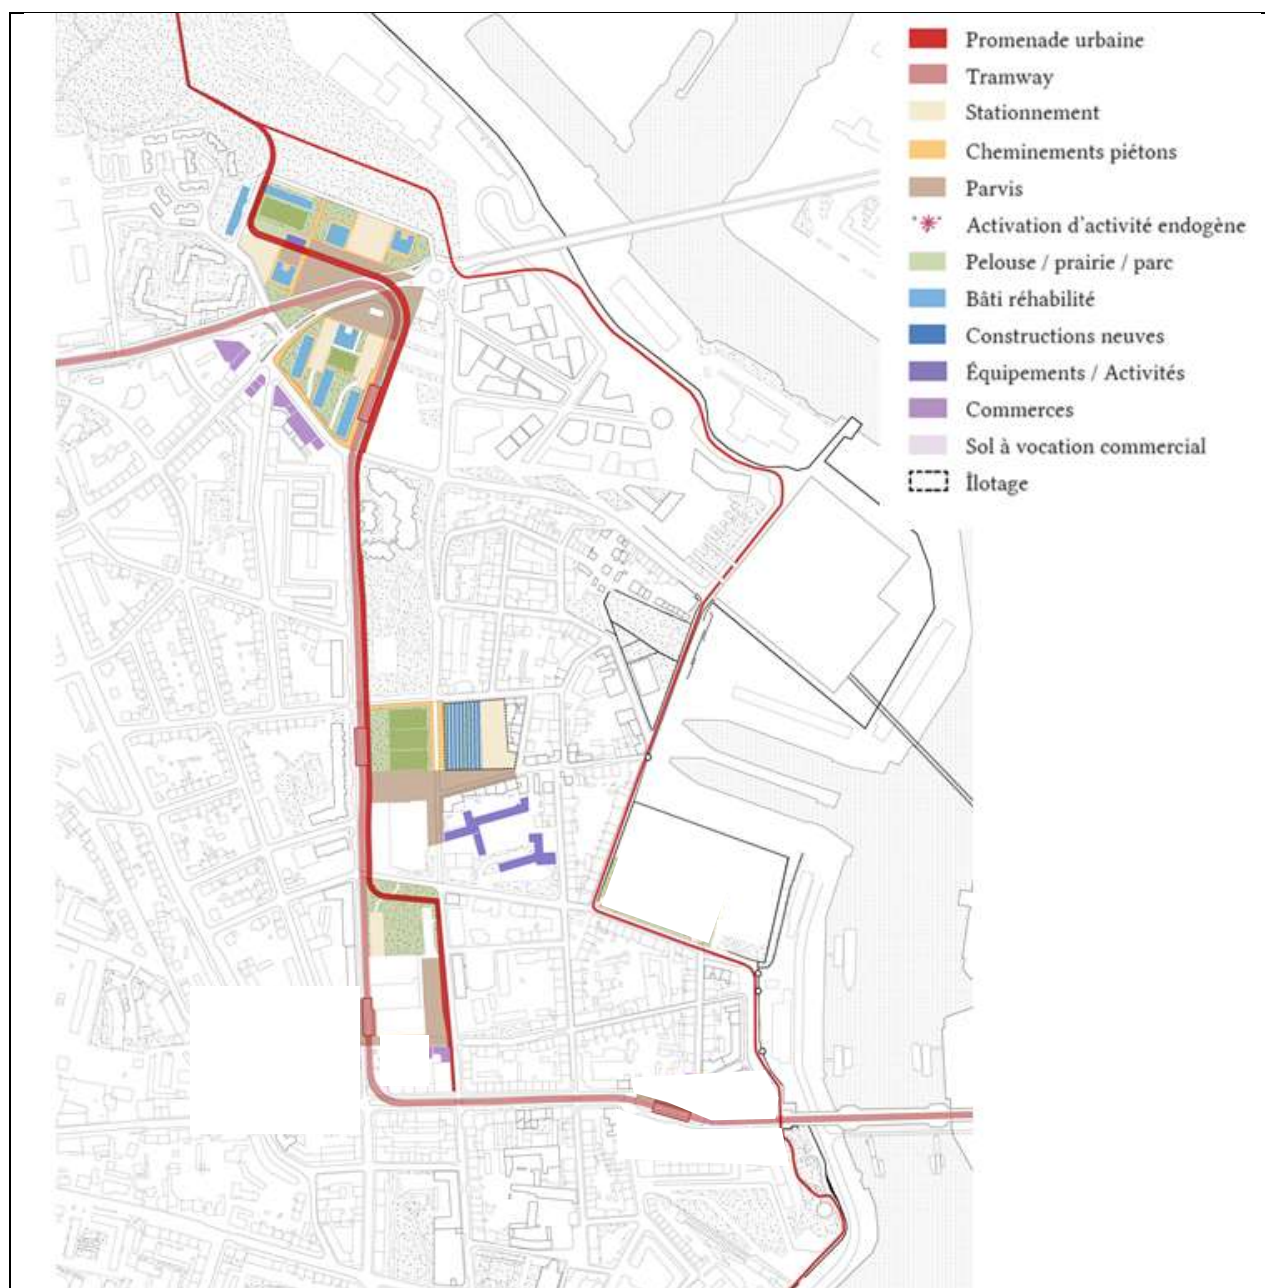 Promenade urbaine
Tramway
Stationnement
Cheminements piétons
Parvis
Activation d'activité endogène
Pelouse / prairie / parc
Bâti réhabilité
Constructions neuves
Équipements / Activités
Commerces
Sol à vocation commercial
Îlotage